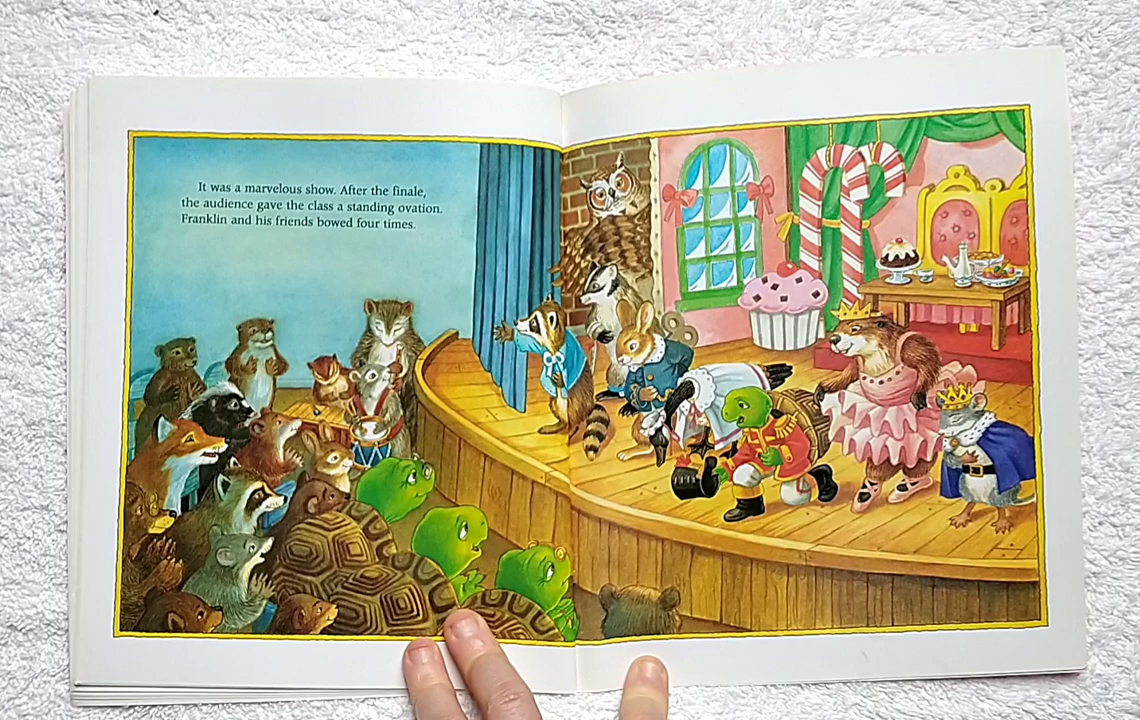 It was a marvelous show. After the finale,
the audience gave the class a standing ovation.
Franklin and his friends bowed four times.